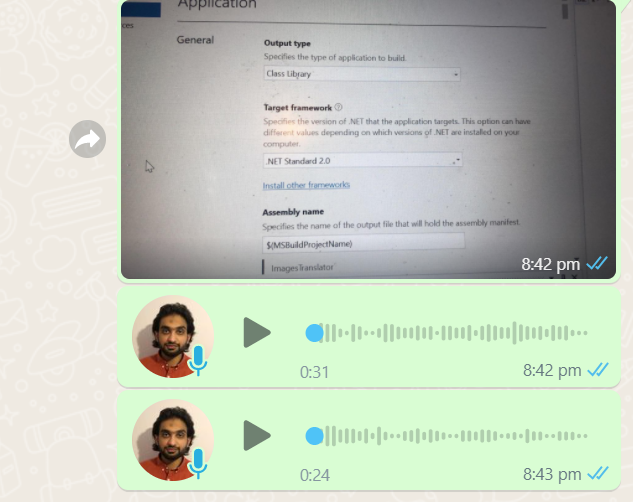 Application
ces
General
Output type
Specifies the type of application to build.
Class Library
Target framework
Specifies the version of .NET that the application targets. This option can have
different values depending on which versions of .NET are installed on your
computer.
.NET Standard 2.0
Install other frameworks
Assembly name
Specifies the name of the output file that will hold the assembly manifest.
$(MSBuildProjectName)
ImagesTranslator
8:42 pm
0:31
8:42 pm
0:24
8:43 pm